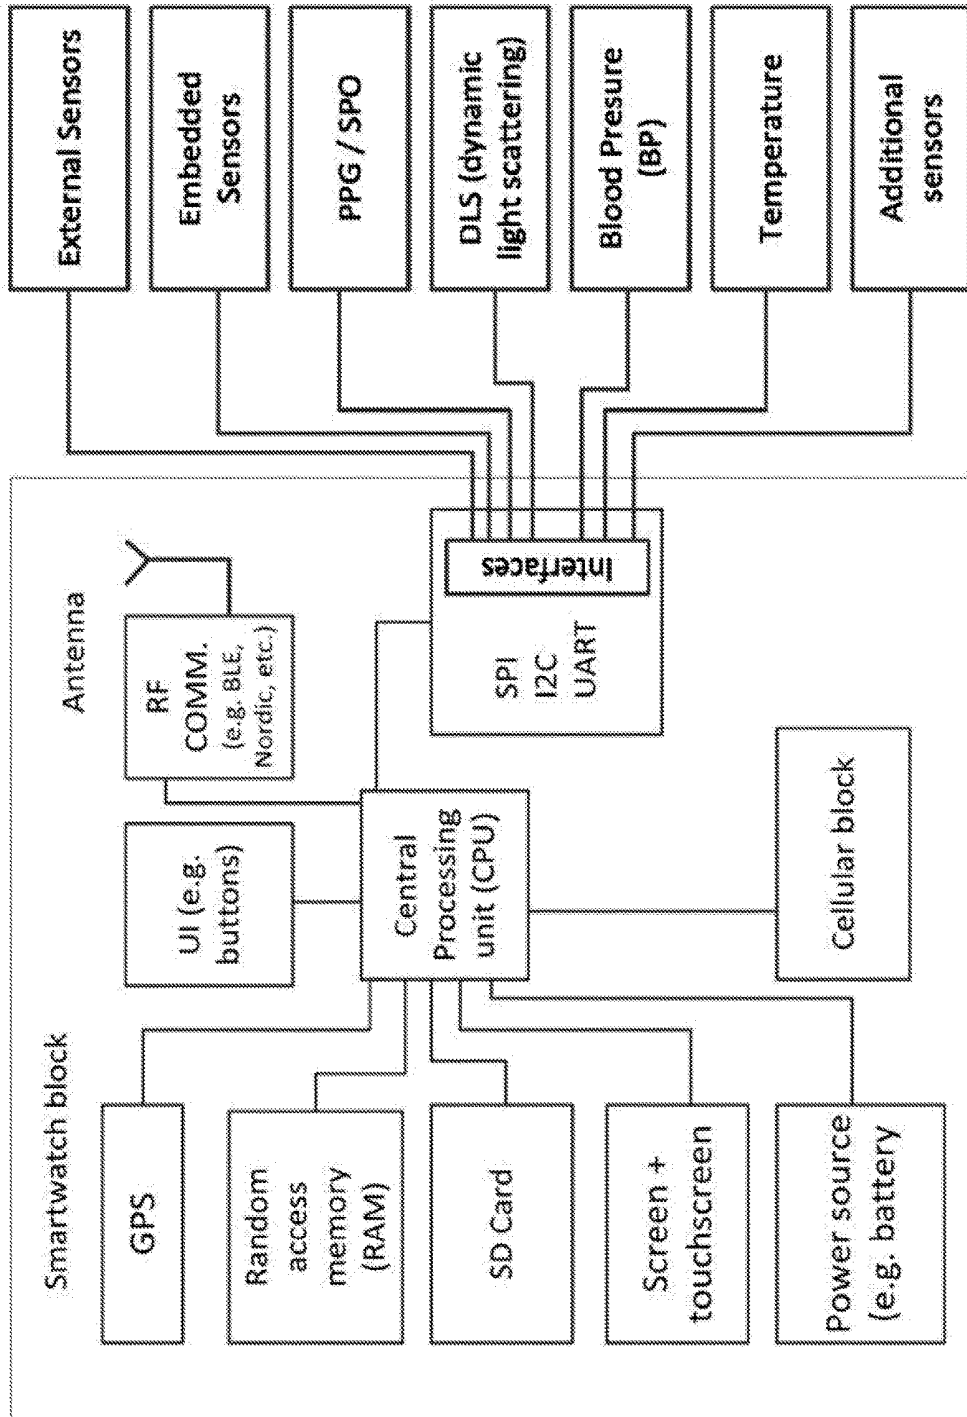 Smartwatch block
GPS
Random
access
memory
(RAM)
SD Card
Screen +
touchscreen
Power source
(e.g. battery
UI (e.g.
buttons)
Central
Processing
unit (CPU)
Cellular block
Antenna
RF
COMM.
(e.g. BLE,
Nordic, etc.)
SPI
I2C
UART
Interfaces
External Sensors
Embedded
Sensors
PPG / SPO
DLS (dynamic
light scattering)
Blood Presure
(BP)
Temperature
Additional
sensors